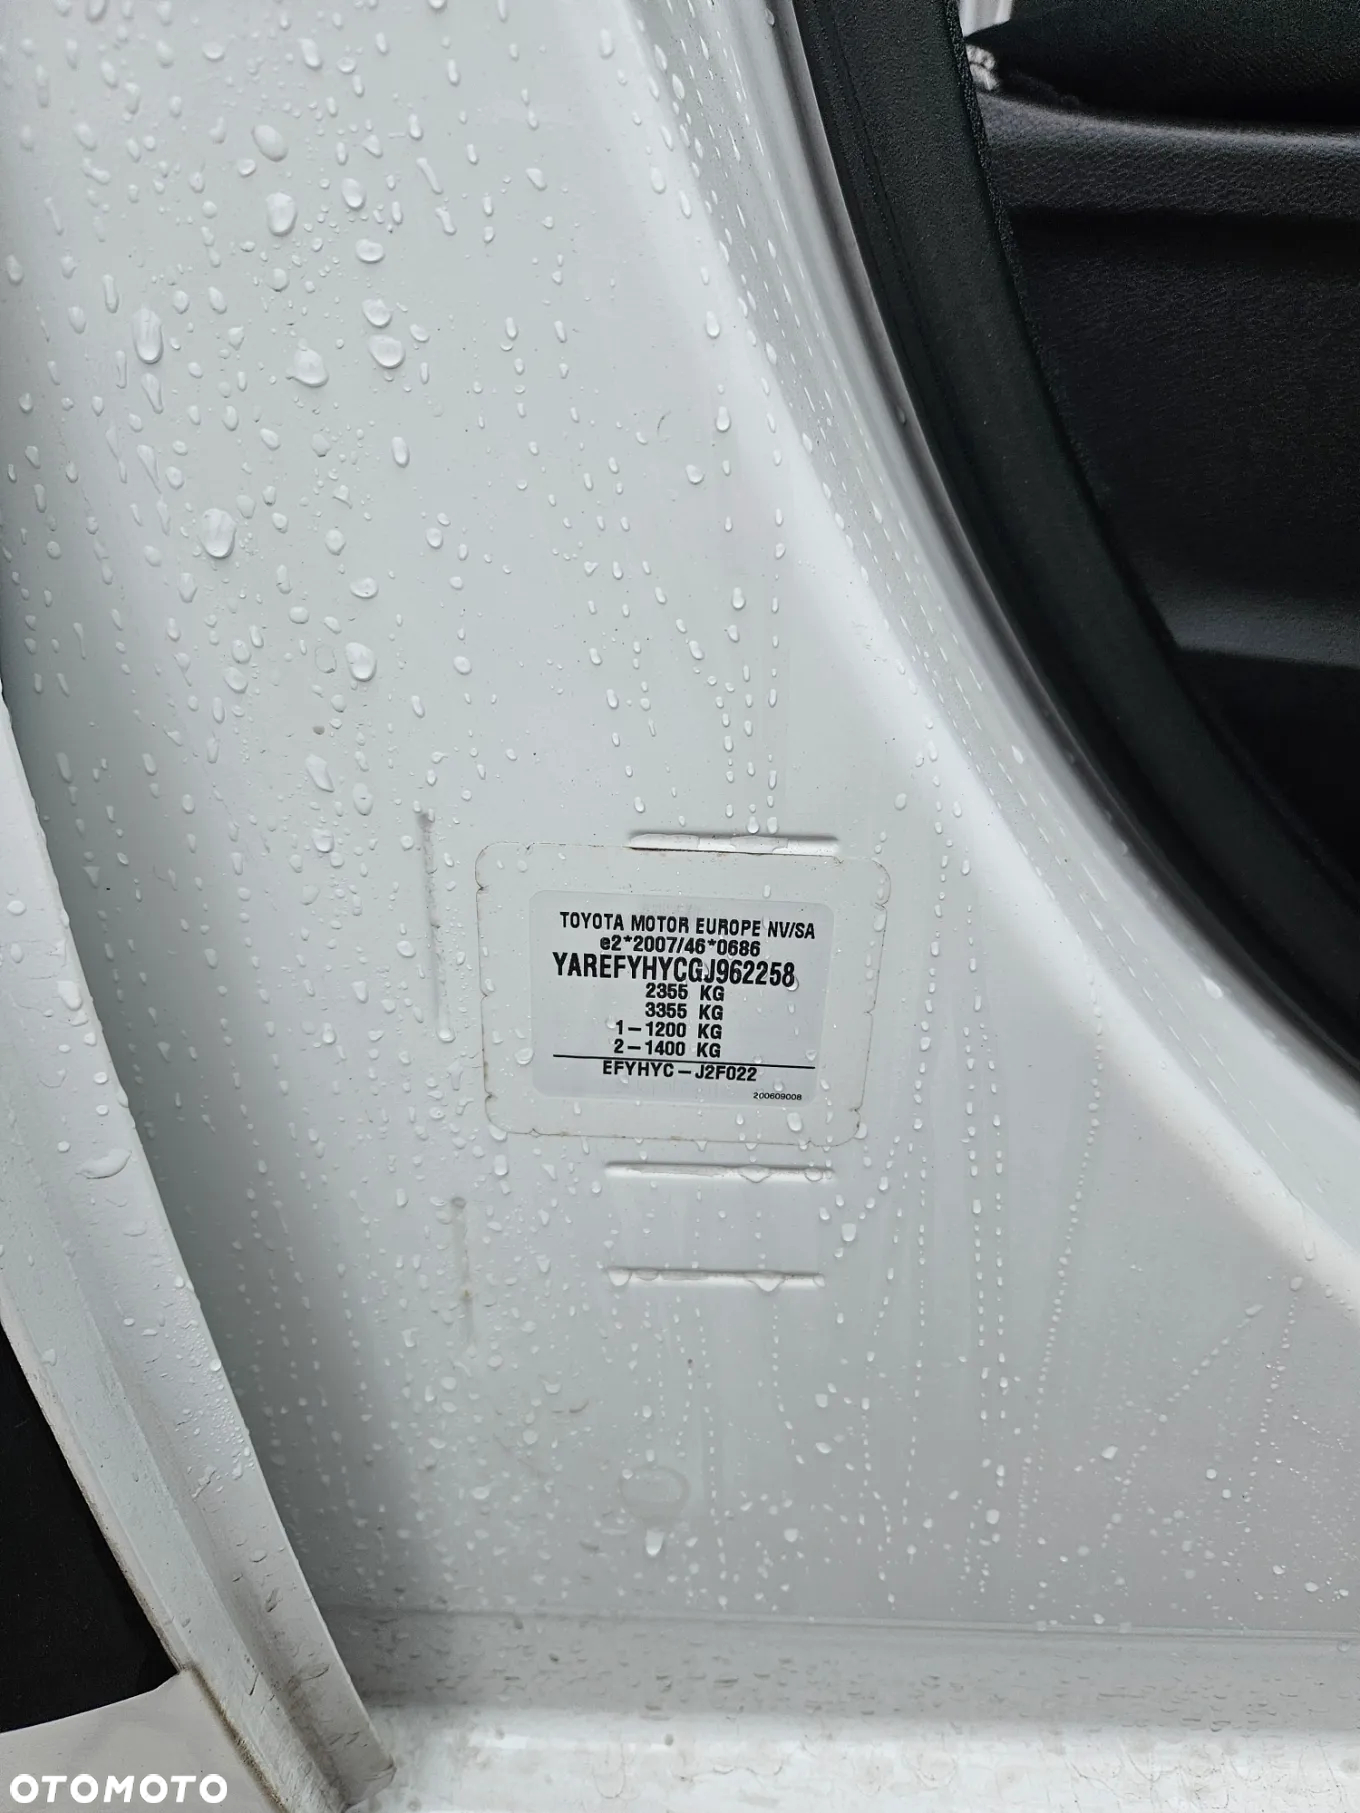 TOYOTA MOTOR EUROPE NV/SA
e2*2007/46*0686
YAREFYHYCGJ962258
2355 KG
3355 KG
1-1200 KG
2-1400 KG
EFYHYC-J2F022
200609008
OTOMOTO